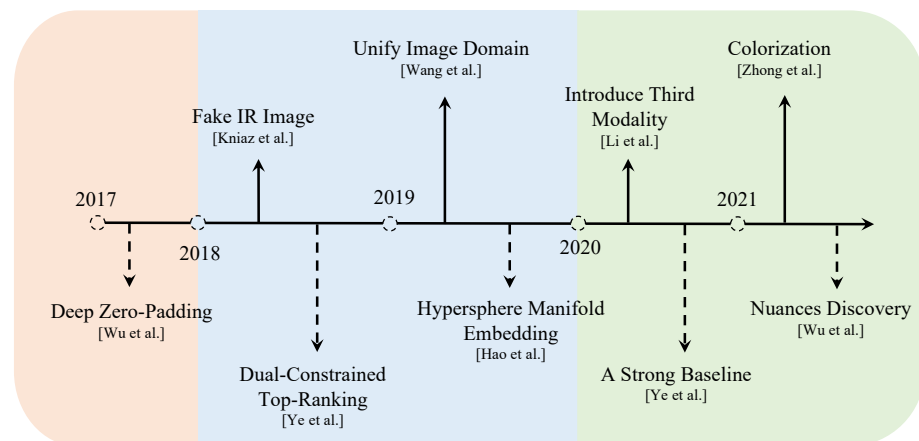 Unify Image Domain
[Wang et al.]
Colorization
[Zhong et al.]
Introduce Third
Modality
[Li et al.]
Fake IR Image
[Kniaz et al.]
2017
2018
2019
2020
2021
Deep Zero-Padding
[Wu et al.]
Hypersphere Manifold
Embedding
[Hao et al.]
Nuances Discovery
[Wu et al.]
Dual-Constrained
Top-Ranking
[Ye et al.]
A Strong Baseline
[Ye et al.]